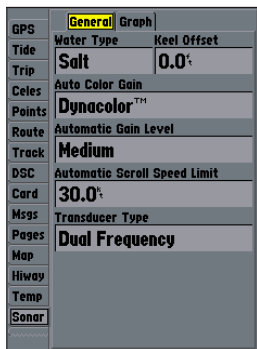 GPS
Tide
Trip
Celes
Points
Route
Track
DSC
Card
Msgs
Pages
Map
Hiway
Temp
Sonar
General Graph
Water Type Keel Offset
Salt 0.0ft
Auto Color Gain
Dynacolor™
Automatic Gain Level
Medium
Automatic Scroll Speed Limit
30.0kt
Transducer Type
Dual Frequency